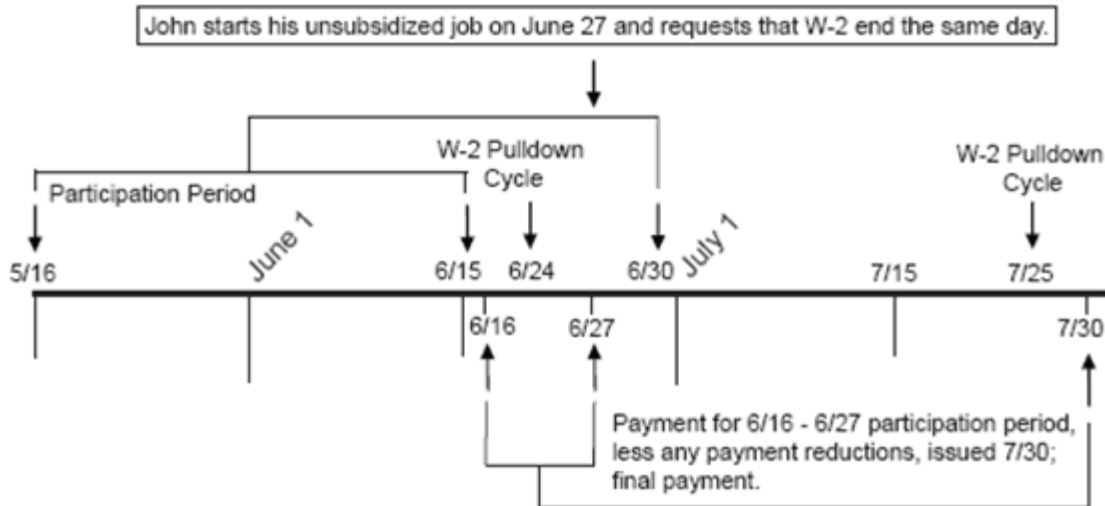 John starts his unsubsidized job on June 27 and requests that W-2 end the same day.
W-2 Pulldown
Cycle
W-2 Pulldown
Cycle
Participation Period
June 1
July 1
5/16
6/15
6/24
6/30
7/15
7/25
6/16
6/27
7/30
Payment for 6/16 - 6/27 participation period,
less any payment reductions, issued 7/30;
final payment.